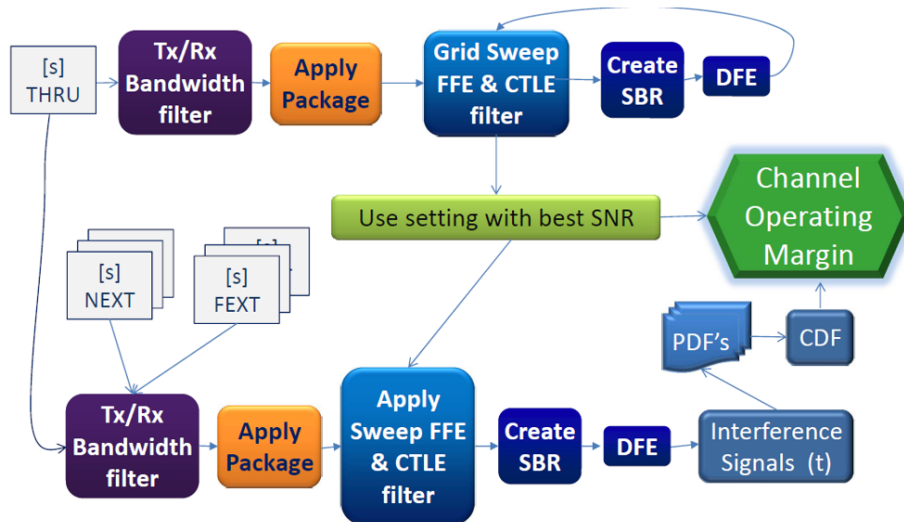 [s]
THRU
Tx/Rx
Bandwidth
filter
Apply
Package
Grid Sweep
FFE & CTLE
filter
Create
SBR
DFE
Use setting with best SNR
Channel
Operating
Margin
[s]
NEXT
[s]
FEXT
PDF's
CDF
Tx/Rx
Bandwidth
filter
Apply
Package
Apply
Sweep FFE
& CTLE
filter
Create
SBR
DFE
Interference
Signals (t)